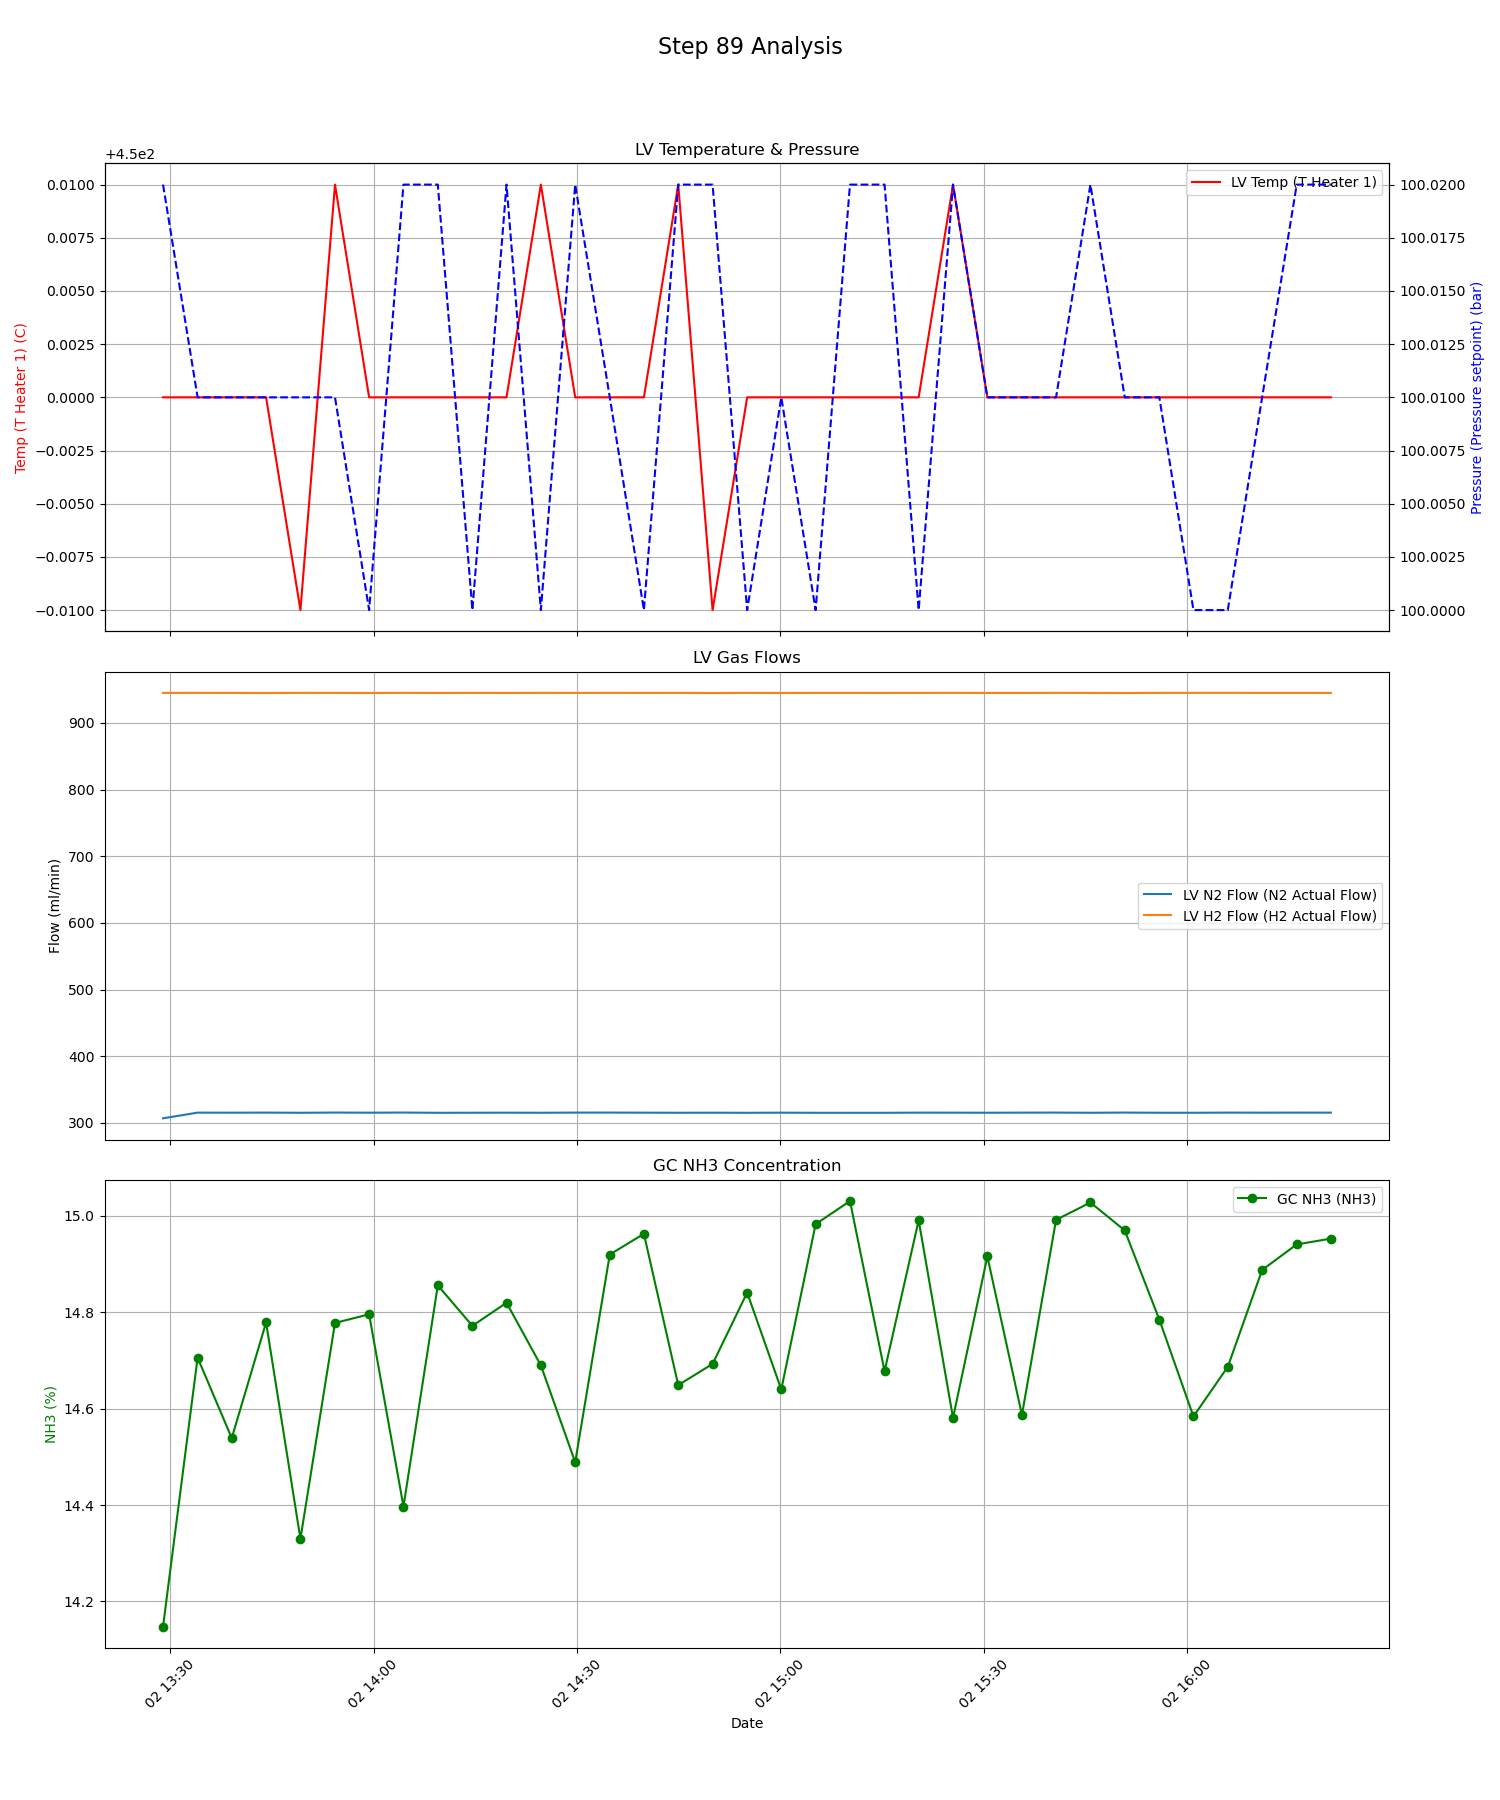 Step 89 Analysis
LV Temperature & Pressure
+4.5e2
LV Temp (T Heater 1)
Temp (T Heater 1) (C)
0.0100
0.0075
0.0050
0.0025
0.0000
−0.0025
−0.0050
−0.0075
−0.0100
Pressure (Pressure setpoint) (bar)
100.0200
100.0175
100.0150
100.0125
100.0100
100.0075
100.0050
100.0025
100.0000
LV Gas Flows
Flow (ml/min)
900
800
700
600
500
400
300
LV N2 Flow (N2 Actual Flow)
LV H2 Flow (H2 Actual Flow)
GC NH3 Concentration
GC NH3 (NH3)
NH3 (%)
15.0
14.8
14.6
14.4
14.2
02 13:30
02 14:00
02 14:30
02 15:00
02 15:30
02 16:00
Date